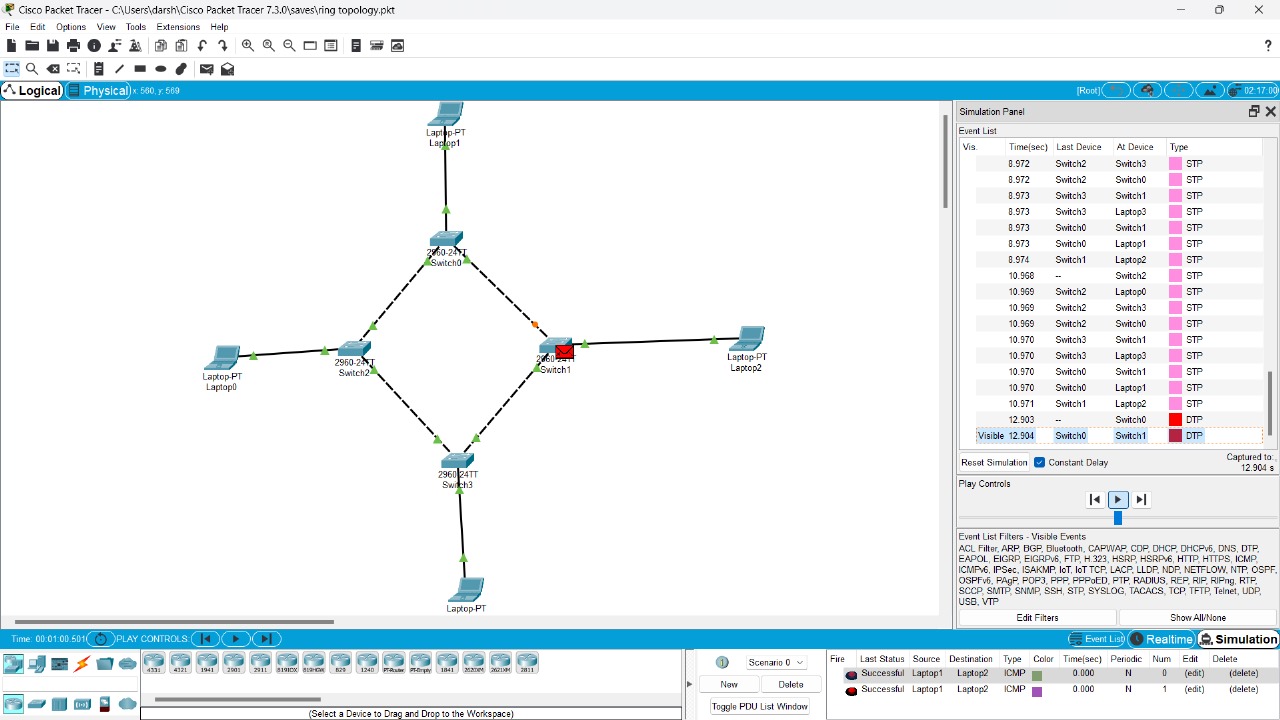 Cisco Packet Tracer - C:\Users\darsh\Cisco Packet Tracer 7.3.0\saves\ring topology.pkt
File Edit Options View Tools Extensions Help
?
Logical Physical x: 560, y: 569 [Root] 02:17:00
Laptop-PT
Laptop1
2960-24TT
Switch0
2960-24TT
Switch2
2960-24TT
Switch1
Laptop-PT
Laptop0
Laptop-PT
Laptop2
2960-24TT
Switch3
Laptop-PT
Simulation Panel
Event List
Vis. Time(sec) Last Device At Device Type
8.972 Switch2 Switch3 STP
8.972 Switch2 Switch0 STP
8.973 Switch3 Switch1 STP
8.973 Switch3 Laptop3 STP
8.973 Switch0 Switch1 STP
8.973 Switch0 Laptop1 STP
8.974 Switch1 Laptop2 STP
10.968 -- Switch2 STP
10.969 Switch2 Laptop0 STP
10.969 Switch2 Switch3 STP
10.969 Switch2 Switch0 STP
10.970 Switch3 Switch1 STP
10.970 Switch3 Laptop3 STP
10.970 Switch0 Switch1 STP
10.970 Switch0 Laptop1 STP
10.971 Switch1 Laptop2 STP
12.903 -- Switch0 DTP
Visible 12.904 Switch0 Switch1 DTP
Reset Simulation Constant Delay Captured to:
12.904 s
Play Controls
Event List Filters - Visible Events
ACL Filter, ARP, BGP, Bluetooth, CAPWAP, CDP, DHCP, DHCPv6, DNS, DTP,
EAPOL, EIGRP, EIGRPv6, FTP, H.323, HSRP, HSRPv6, HTTP, HTTPS, ICMP,
ICMPv6, IPSec, ISAKMP, IoT, IoT TCP, LACP, LLDP, NDP, NETFLOW, NTP, OSPF,
OSPFv6, PAgP, POP3, PPP, PPPoED, PTP, RADIUS, REP, RIP, RIPng, RTP,
SCCP, SMTP, SNMP, SSH, STP, SYSLOG, TACACS, TCP, TFTP, Telnet, UDP,
USB, VTP
Edit Filters Show All/None
Time: 00:01:00.501 PLAY CONTROLS: Event List Realtime Simulation
4331 4321 1941 2901 2911 819IOX 819HGW 829 1240 PT-Router PT-Empty 1841 2620XM 2621XM 2811
(Select a Device to Drag and Drop to the Workspace)
Scenario 0
New Delete
Toggle PDU List Window
Fire Last Status Source Destination Type Color Time(sec) Periodic Num Edit Delete
Successful Laptop1 Laptop2 ICMP 0.000 N 0 (edit) (delete)
Successful Laptop1 Laptop2 ICMP 0.000 N 1 (edit) (delete)